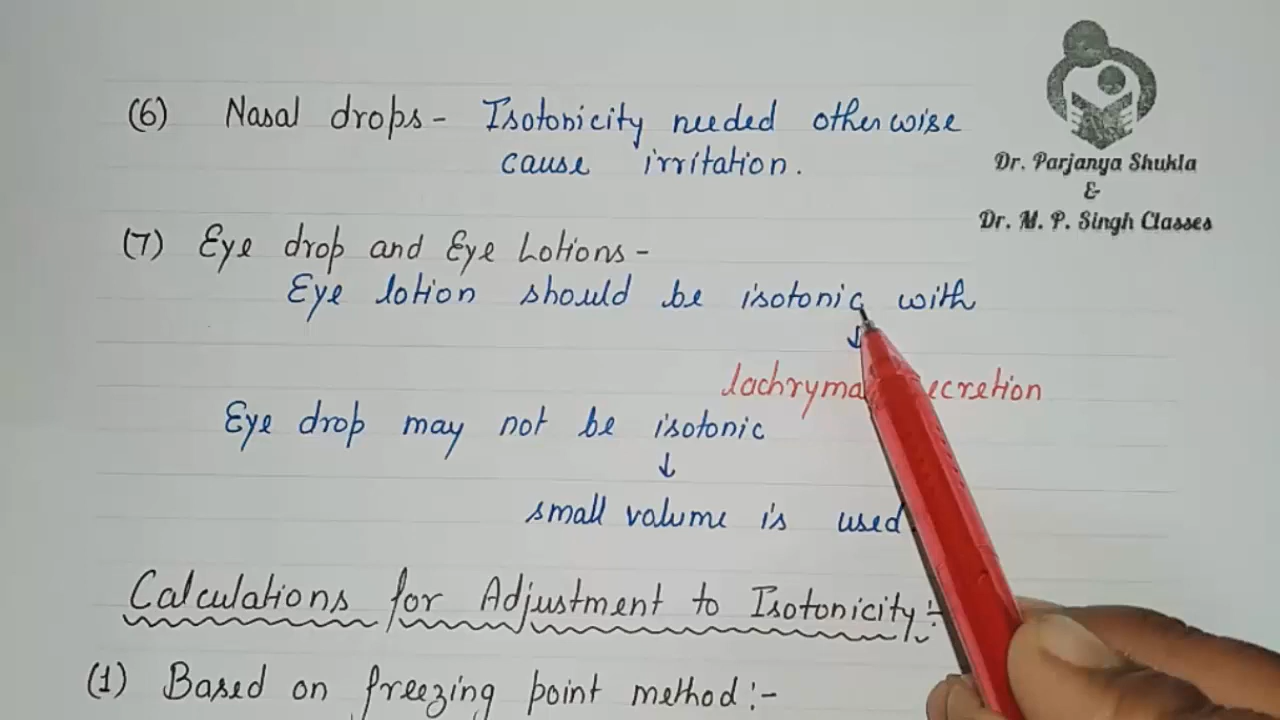 (6) Nasal drops - Isotonicity needed otherwise
cause irritation.
Dr. Parjanya Shukla
&
Dr. M. P. Singh Classes
(7) Eye drop and Eye Lotions -
Eye lotion should be isotonic with
↓
Eye drop may not be isotonic
↓
small volume is used
Calculations for Adjustment to Isotonicity :-
(1) Based on freezing point method :-